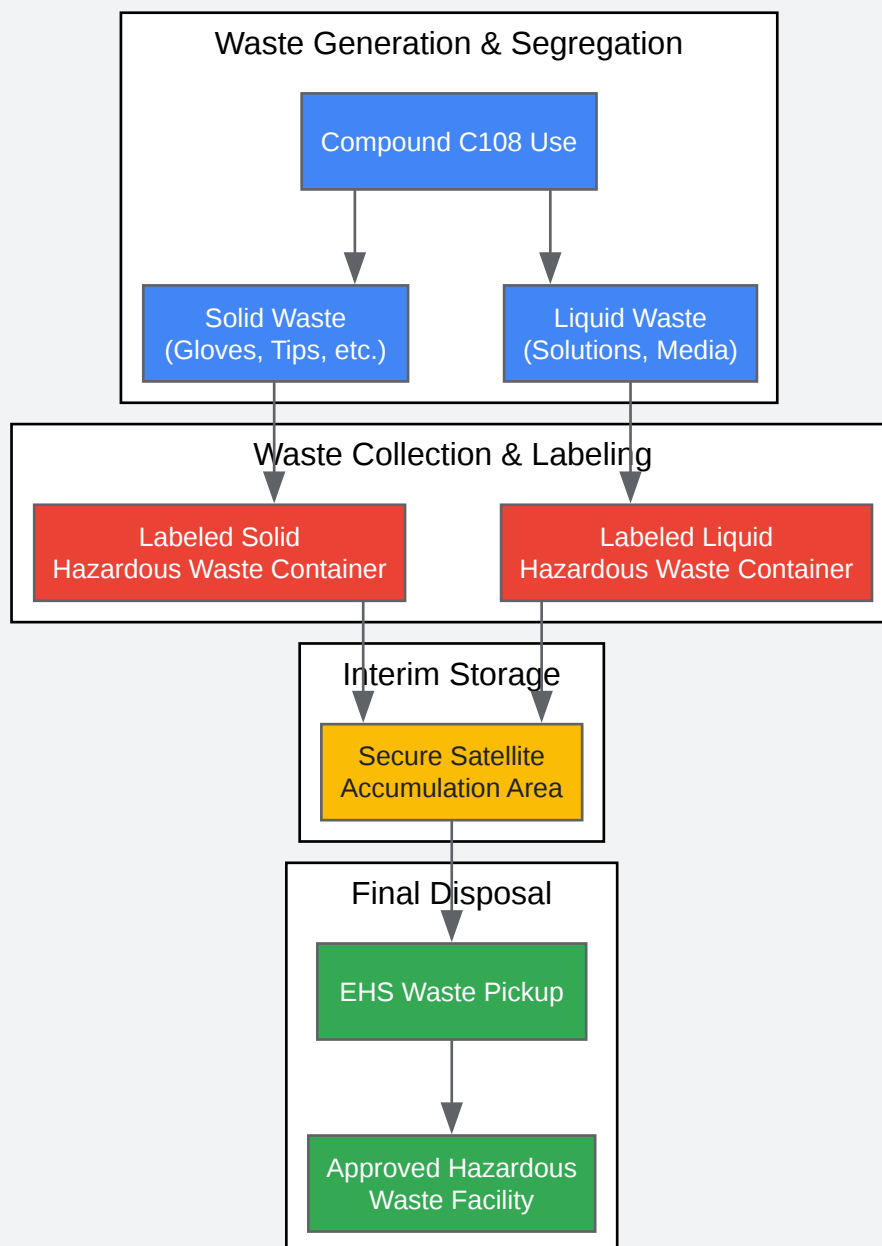 Waste Generation & Segregation
Compound C108 Use
Solid Waste
(Gloves, Tips, etc.)
Liquid Waste
(Solutions, Media)
Waste Collection & Labeling
Labeled Solid
Hazardous Waste Container
Labeled Liquid
Hazardous Waste Container
Interim Storage
Secure Satellite
Accumulation Area
Final Disposal
EHS Waste Pickup
Approved Hazardous
Waste Facility